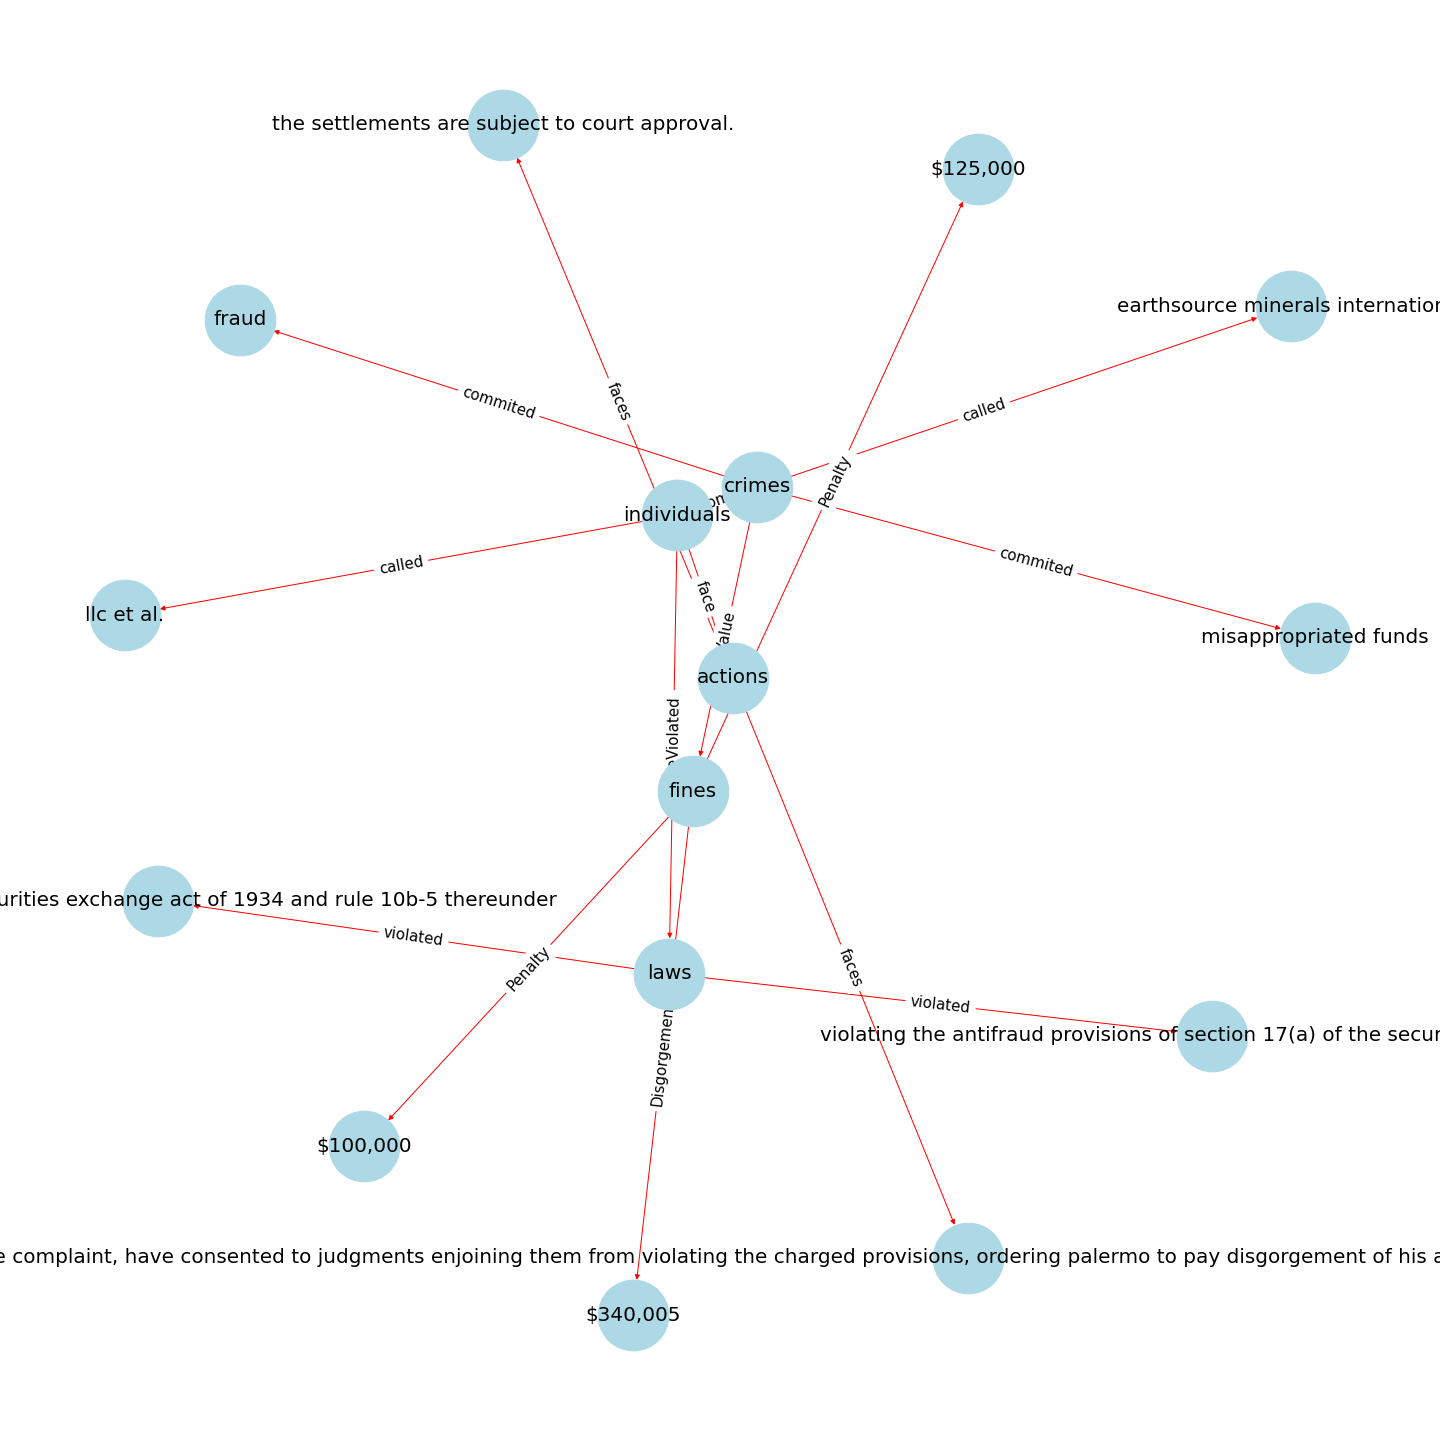 the settlements are subject to court approval.
$125,000
earthsource minerals internation
fraud
faces
commited
called
Penalty
crimes
individuals
called
commited
face
llc et al.
misappropriated funds
actions
Violated
fines
exchange act of 1934 and rule 10b-5 thereunder
violated
Penalty
faces
laws
violated
violating the antifraud provisions of section 17(a) of the
Disgorgemen
$100,000
complaint, have consented to judgments enjoining them from violating the charged provisions, ordering palermo to pay disgorgement of his
$340,005